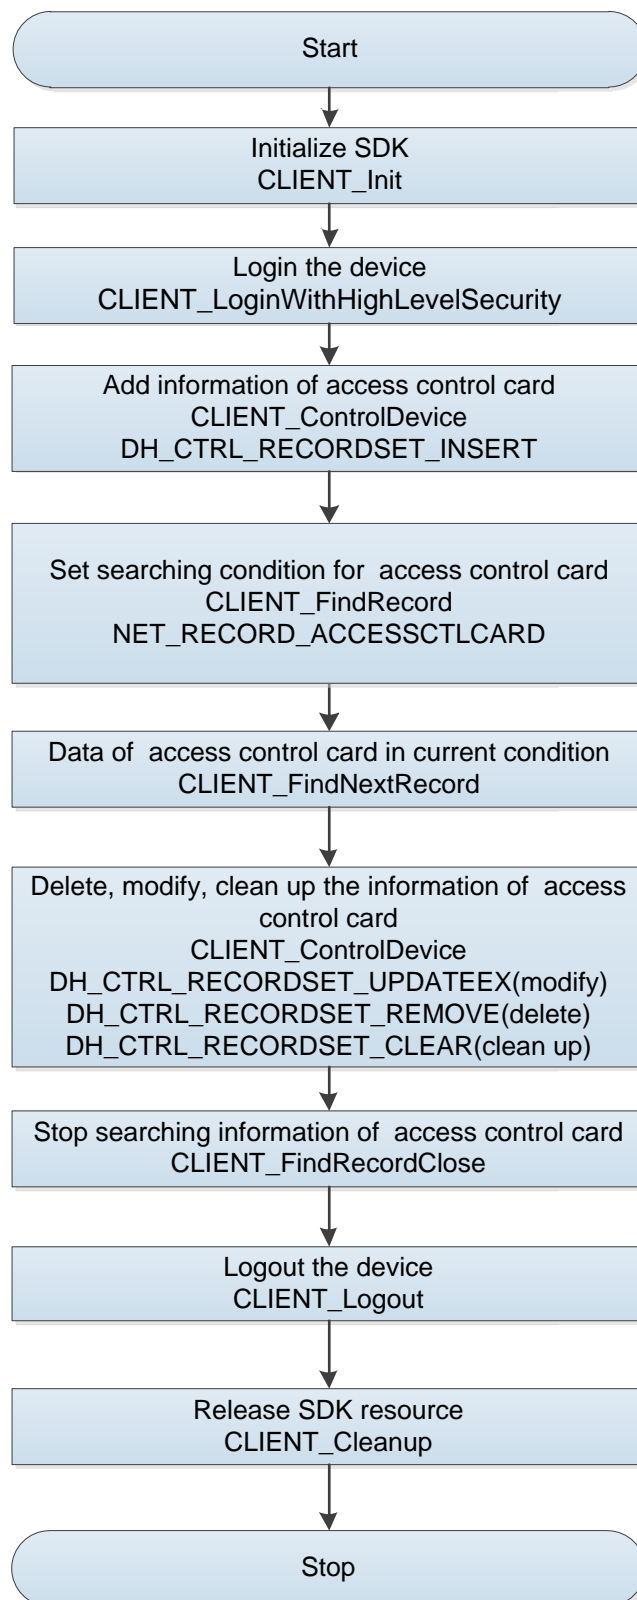 Start
Initialize SDK
CLIENT_Init
Login the device
CLIENT_LoginWithHighLevelSecurity
Add information of access control card
CLIENT_ControlDevice
DH_CTRL_RECORDSET_INSERT
Set searching condition for access control card
CLIENT_FindRecord
NET_RECORD_ACCESSCTLCARD
Data of access control card in current condition
CLIENT_FindNextRecord
Delete, modify, clean up the information of access
control card
CLIENT_ControlDevice
DH_CTRL_RECORDSET_UPDATEEX(modify)
DH_CTRL_RECORDSET_REMOVE(delete)
DH_CTRL_RECORDSET_CLEAR(clean up)
Stop searching information of access control card
CLIENT_FindRecordClose
Logout the device
CLIENT_Logout
Release SDK resource
CLIENT_Cleanup
Stop